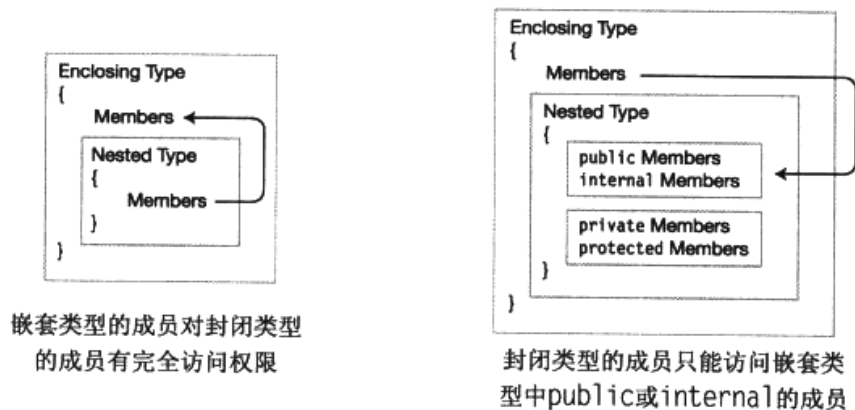 Enclosing Type
{
Members
Nested Type
{
Members
}
}
嵌套类型的成员对封闭类型
的成员有完全访问权限
Enclosing Type
{
Members
Nested Type
{
public Members
internal Members
private Members
protected Members
}
}
封闭类型的成员只能访问嵌套类
型中public或internal的成员